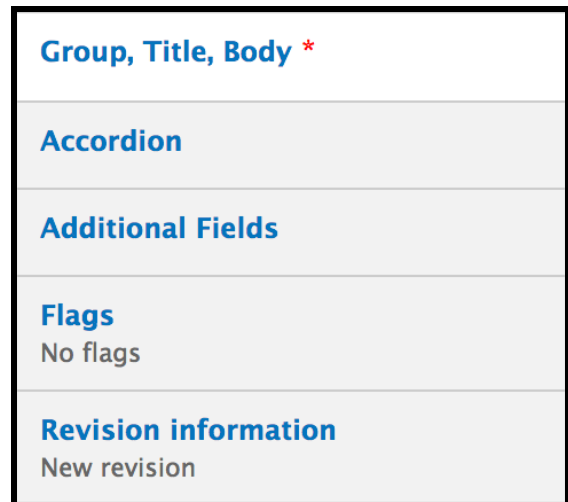 Group, Title, Body *
Accordion
Additional Fields
Flags
No flags
Revision information
New revision